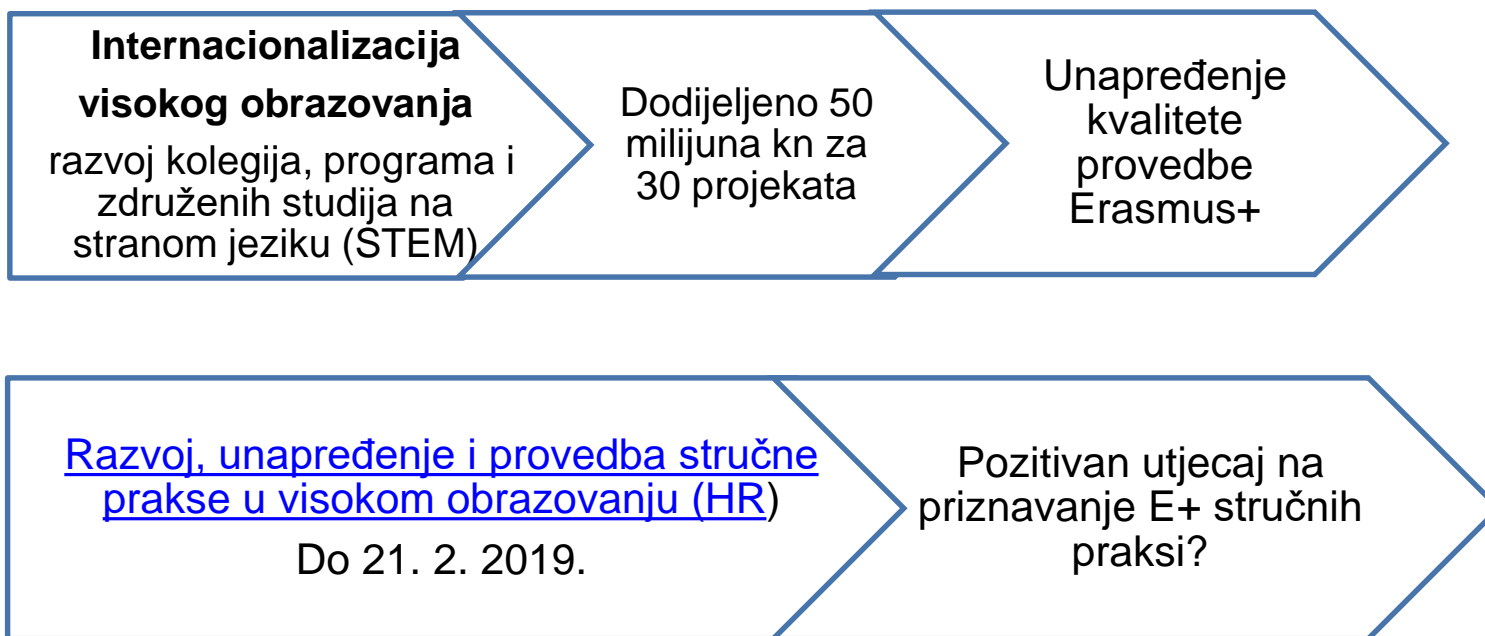 Internacionalizacija
visokog obrazovanja
razvoj kolegija, programa i
združenih studija na
stranom jeziku (STEM)
Dodijeljeno 50
milijuna kn za
30 projekata
Unapređenje
kvalitete
provedbe
Erasmus+
Razvoj, unapređenje i provedba stručne
prakse u visokom obrazovanju (HR)
Do 21. 2. 2019.
Pozitivan utjecaj na
priznavanje E+ stručnih
praksi?